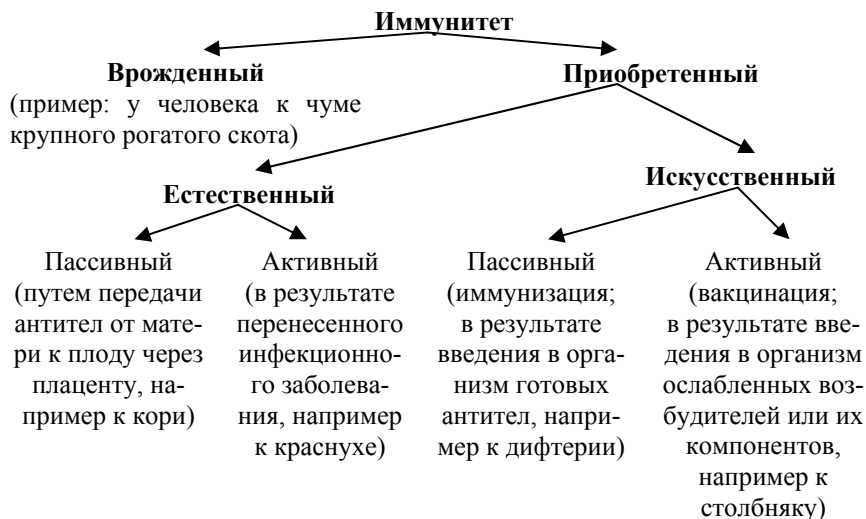 Иммунитет
Врожденный
(пример: у человека к чуме
крупного рогатого скота)
Приобретенный
Естественный
Искусственный
Пассивный
(путем передачи
антител от мате-
ри к плоду через
плаценту, на-
пример к кори)
Активный
(в результате
перенесенного
инфекционно-
го заболева-
ния, например
к краснухе)
Пассивный
(иммунизация;
в результате
введения в орга-
низм готовых
антител, напри-
мер к дифтерии)
Активный
(вакцинация;
в результате вве-
дения в организм
ослабленных воз-
будителей или их
компонентов,
например к
столбняку)